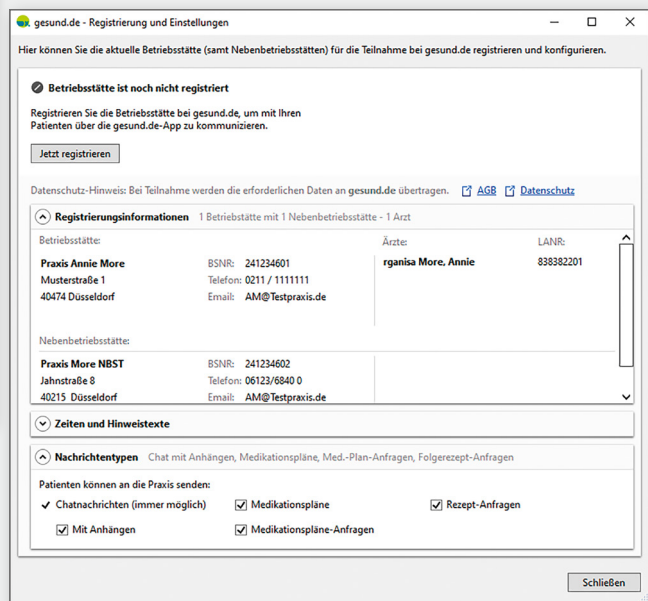 gesund.de - Registrierung und Einstellungen
Hier können Sie die aktuelle Betriebsstätte (samt Nebenbetriebsstätten) für die Teilnahme bei gesund.de registrieren und konfigurieren.
Betriebsstätte ist noch nicht registriert
Registrieren Sie die Betriebsstätte bei gesund.de, um mit Ihren
Patienten über die gesund.de-App zu kommunizieren.
Jetzt registrieren
Datenschutz-Hinweis: Bei Teilnahme werden die erforderlichen Daten an gesund.de übertragen. AGB Datenschutz
Registrierungsinformationen 1 Betriebstätte mit 1 Nebenbetriebsstätte - 1 Arzt
Betriebsstätte: Ärzte: LANR:
Praxis Annie More BSNR: 241234601 rganisa More, Annie 838382201
Musterstraße 1 Telefon: 0211 / 1111111
40474 Düsseldorf Email: AM@Testpraxis.de
Nebenbetriebsstätte:
Praxis More NBST BSNR: 241234602
Jahnstraße 8 Telefon: 06123/6840 0
40215 Düsseldorf Email: AM@Testpraxis.de
Zeiten und Hinweistexte
Nachrichtentypen Chat mit Anhängen, Medikationspläne, Med.-Plan-Anfragen, Folgerezept-Anfragen
Patienten können an die Praxis senden:
Chatnachrichten (immer möglich) Medikationspläne Rezept-Anfragen
Mit Anhängen Medikationspläne-Anfragen
Schließen